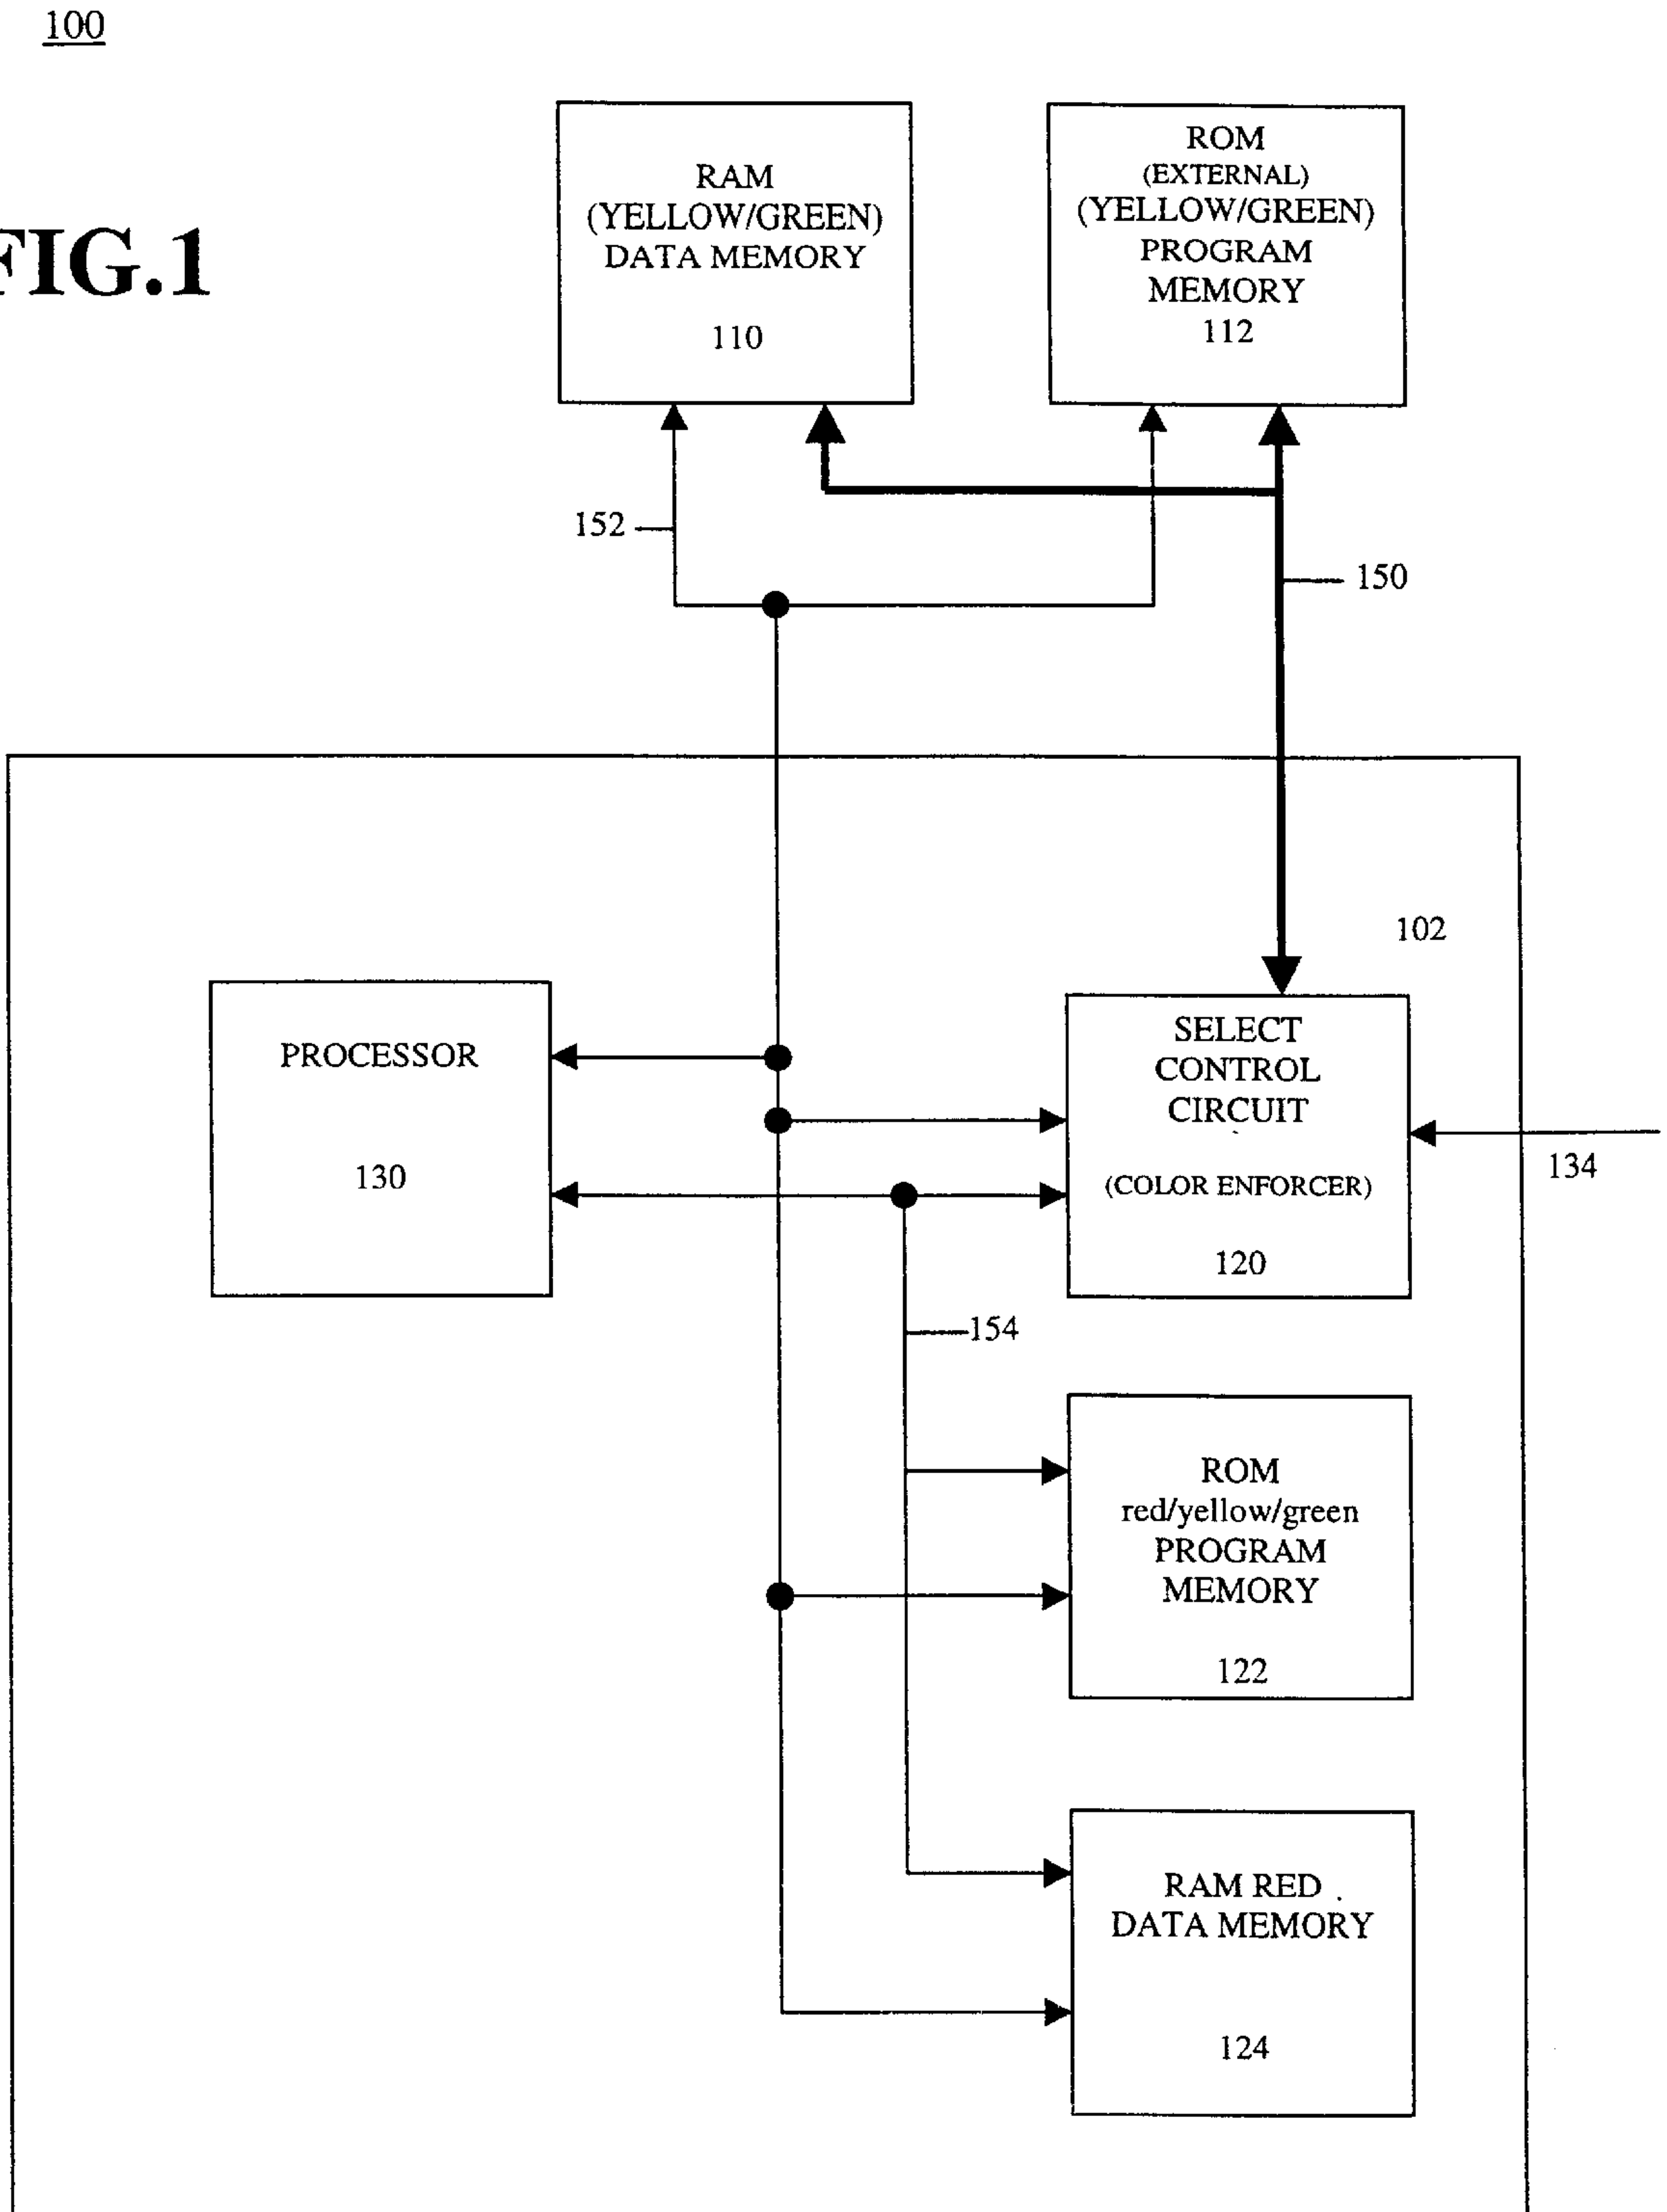 100
FIG.1
RAM
(YELLOW/GREEN)
DATA MEMORY
110
ROM
(EXTERNAL)
(YELLOW/GREEN)
PROGRAM
MEMORY
112
152
150
102
PROCESSOR
130
SELECT
CONTROL
CIRCUIT
(COLOR ENFORCER)
120
134
154
ROM
red/yellow/green
PROGRAM
MEMORY
122
RAM RED
DATA MEMORY
124